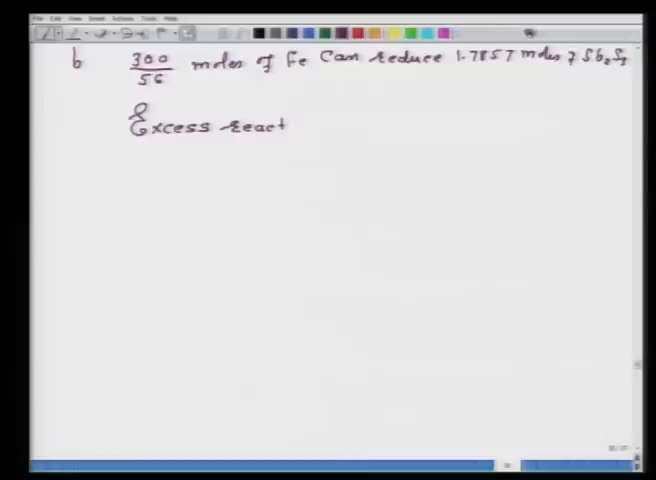 b 300/56 moles of Fe can reduce 1.7857 moles of Sb₂S₃
Excess react